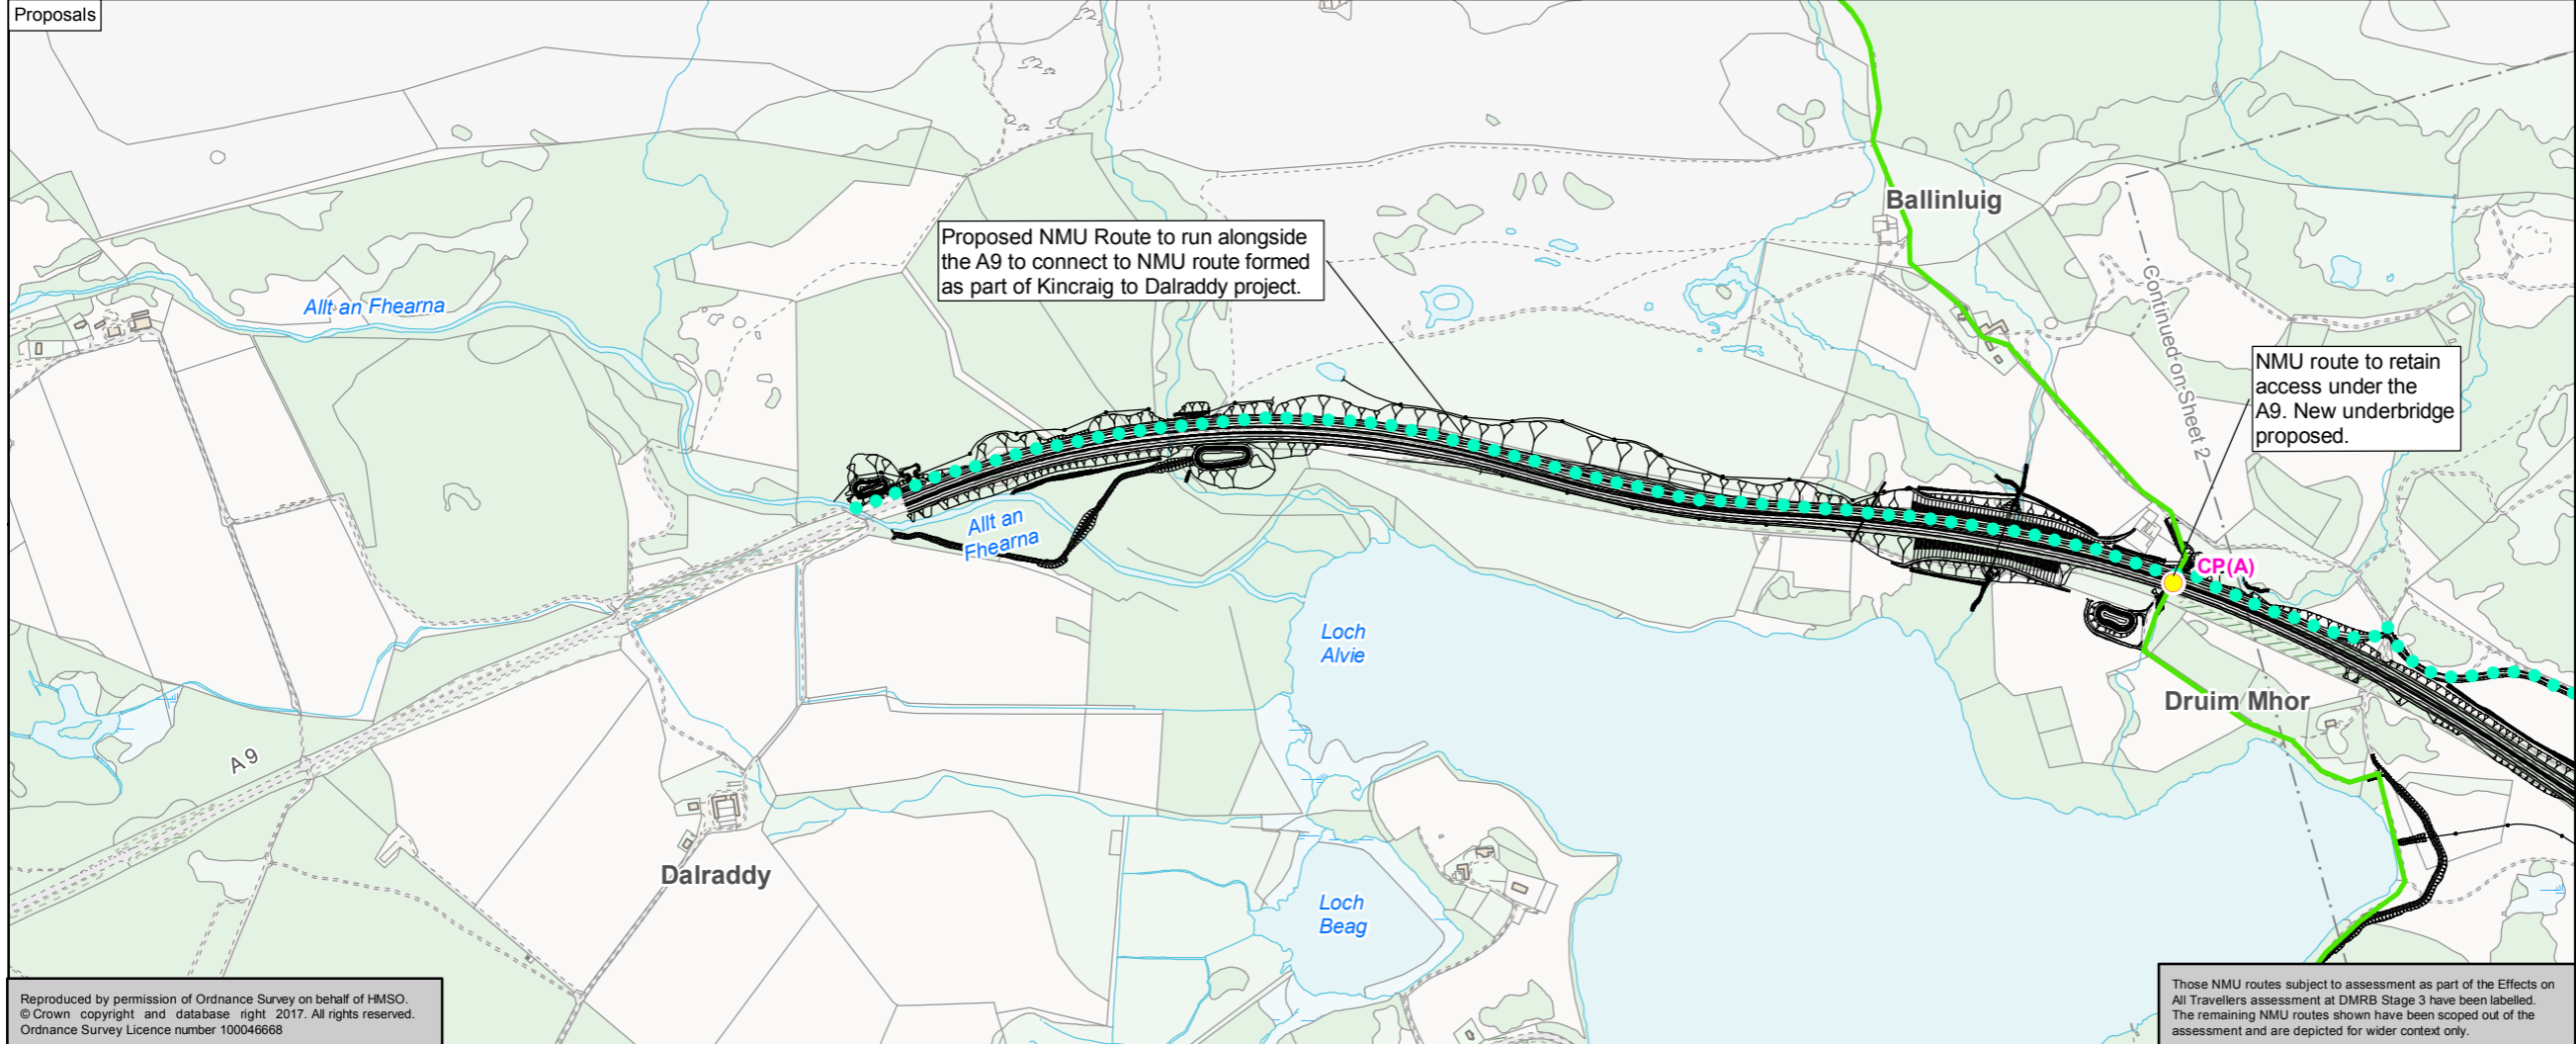 Proposals
Ballinluig
Proposed NMU Route to run alongside
the A9 to connect to NMU route formed
as part of Kincraig to Dalraddy project.
Allt an Fhearna
Continued on Sheet 2
NMU route to retain
access under the
A9. New underbridge
proposed.
Allt an
Fhearna
CP(A)
Loch
Alvie
Druim Mhor
A 9
Dalraddy
Loch
Beag
Reproduced by permission of Ordnance Survey on behalf of HMSO.
© Crown copyright and database right 2017. All rights reserved.
Ordnance Survey Licence number 100046668
Those NMU routes subject to assessment as part of the Effects on
All Travellers assessment at DMRB Stage 3 have been labelled.
The remaining NMU routes shown have been scoped out of the
assessment and are depicted for wider context only.